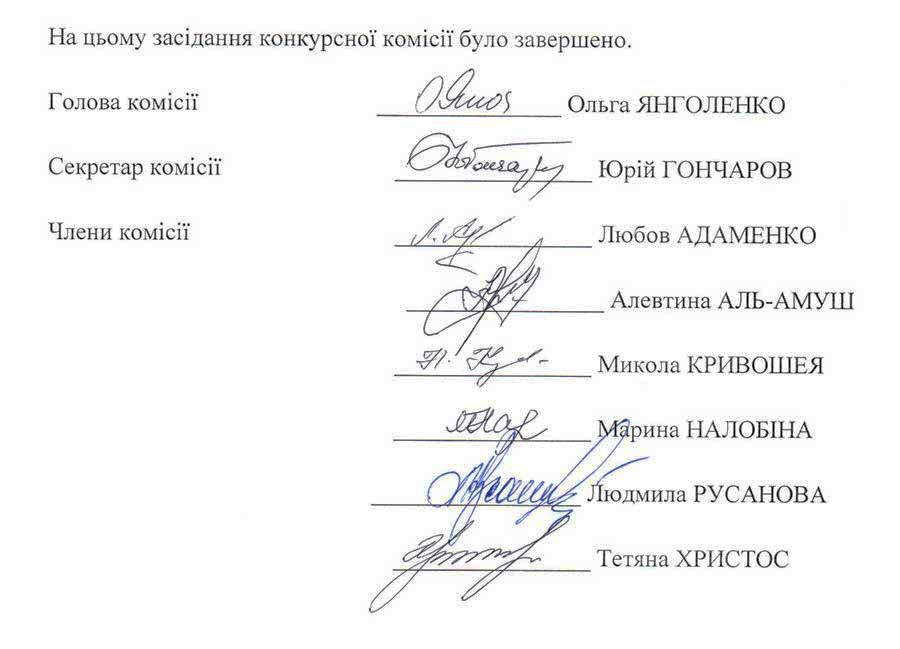 На цьому засідання конкурсної комісії було завершено.
Голова комісії Ольга ЯНГОЛЕНКО
Секретар комісії Юрій ГОНЧАРОВ
Члени комісії Любов АДАМЕНКО
Алевтина АЛЬ-АМУШ
Микола КРИВОШЕЯ
Марина НАЛОБІНА
Людмила РУСАНОВА
Тетяна ХРИСТОС